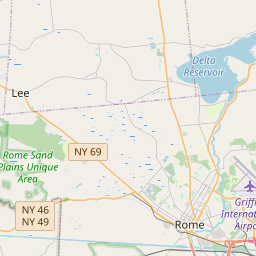 Delta
Reservoir
Lee
NY 69
Rome Sand
Plains Unique
Area
Griff
Internat
Airpo
NY 46
NY 49
Rome